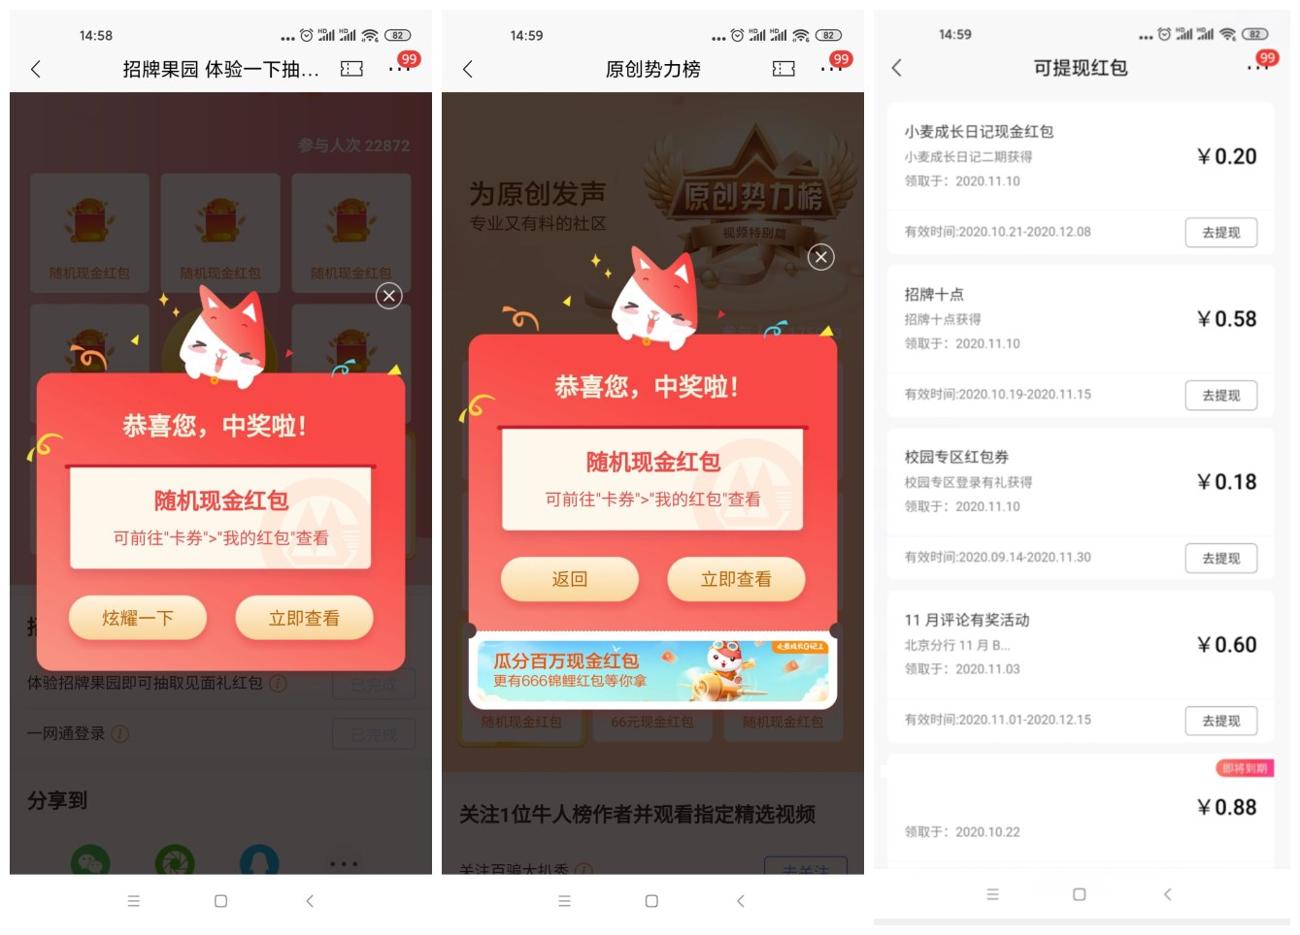 14:58
82
招牌果园 体验一下抽...
99
参与人次 22872
随机现金红包
随机现金红包
随机现金红包
恭喜您，中奖啦！
随机现金红包
可前往"卡券">"我的红包"查看
炫耀一下
立即查看
体验招牌果园即可抽取见面礼红包
已完成
一网通登录
已完成
分享到
14:59
82
原创势力榜
99
为原创发声
专业又有料的社区
原创势力榜
视频特别篇
恭喜您，中奖啦！
随机现金红包
可前往"卡券">"我的红包"查看
返回
立即查看
瓜分百万现金红包
更有666锦鲤红包等你拿
小麦成长日记上
随机现金红包
66元现金红包
随机现金红包
关注1位牛人榜作者并观看指定精选视频
关注百骗大扒秀
去关注
14:59
82
可提现红包
99
小麦成长日记现金红包
小麦成长日记二期获得
领取于：2020.11.10
¥0.20
有效时间:2020.10.21-2020.12.08
去提现
招牌十点
招牌十点获得
领取于：2020.11.10
¥0.58
有效时间:2020.10.19-2020.11.15
去提现
校园专区红包券
校园专区登录有礼获得
领取于：2020.11.10
¥0.18
有效时间:2020.09.14-2020.11.30
去提现
11 月评论有奖活动
北京分行 11 月 B...
领取于：2020.11.03
¥0.60
有效时间:2020.11.01-2020.12.15
去提现
即将到期
¥0.88
领取于：2020.10.22